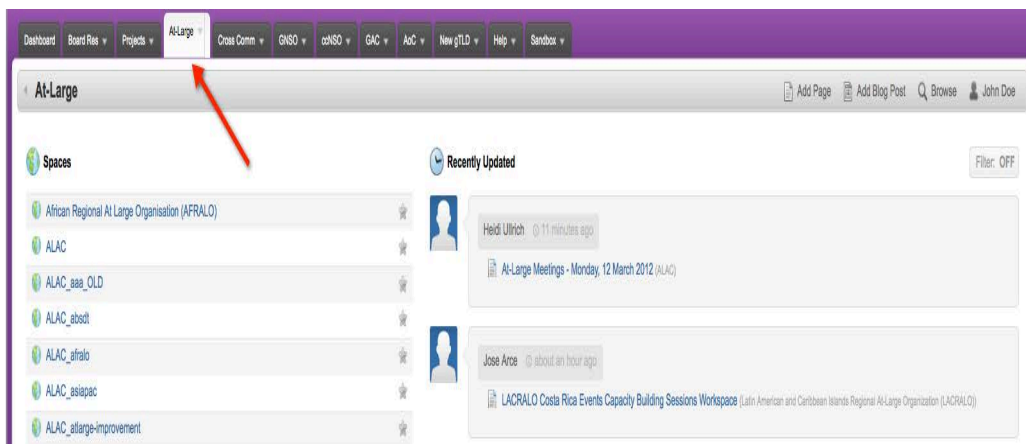 Dashboard Board Res Projects At-Large Cross Comm GNSO ccNSO GAC AoC New gTLD Help Sandbox
At-Large Add Page Add Blog Post Browse John Doe
Spaces
African Regional At Large Organisation (AFRALO)
ALAC
ALAC_aaa_OLD
ALAC_absdt
ALAC_afralo
ALAC_asiapac
ALAC_atlarge-improvement
Recently Updated Filter: OFF
Heidi Ullrich 11 minutes ago
At-Large Meetings - Monday, 12 March 2012 (ALAC)
Jose Arce about an hour ago
LACRALO Costa Rica Events Capacity Building Sessions Workspace (Latin American and Caribbean Islands Regional At-Large Organization (LACRALO))